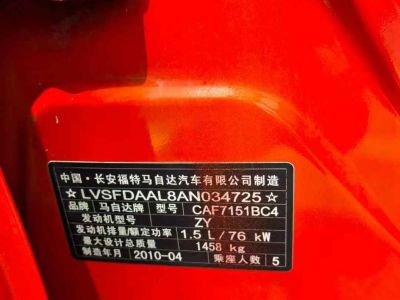 中国·长安福特马自达汽车有限公司制造
☆LVSFDAAL8AN034725☆
品牌 马自达牌 型号 CAF7151BC4
发动机型号 ZY
发动机排量/额定功率 1.5 L/76 kW
最大设计总质量 1458 kg
制造年月 2010-04 乘座人数 5